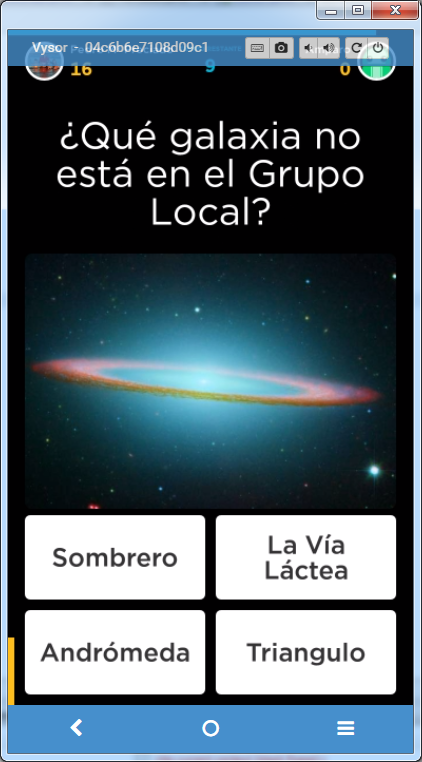 Vysor - 04c6b6e7108d09c1
16
9
0
¿Qué galaxia no
está en el Grupo
Local?
Sombrero
La Vía
Láctea
Andrómeda
Triangulo